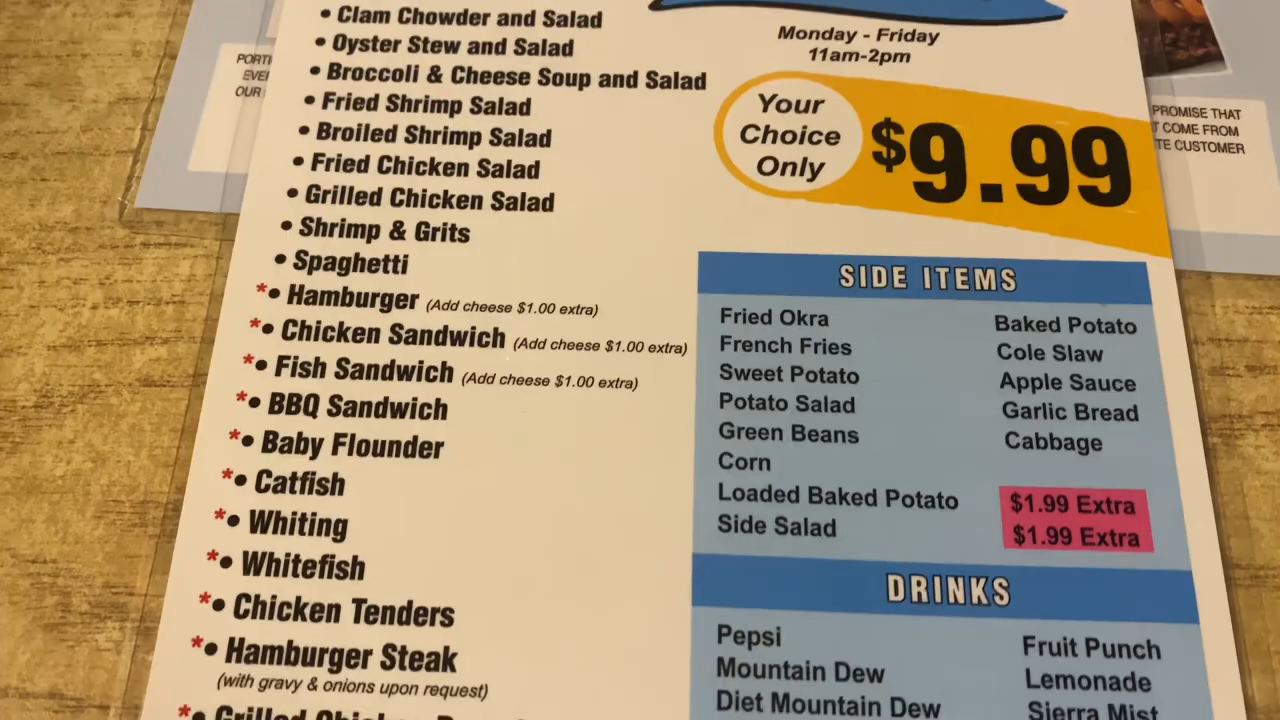 • Clam Chowder and Salad
• Oyster Stew and Salad
• Broccoli & Cheese Soup and Salad
• Fried Shrimp Salad
• Broiled Shrimp Salad
• Fried Chicken Salad
• Grilled Chicken Salad
• Shrimp & Grits
• Spaghetti
*• Hamburger (Add cheese $1.00 extra)
*• Chicken Sandwich (Add cheese $1.00 extra)
*• Fish Sandwich (Add cheese $1.00 extra)
*• BBQ Sandwich
*• Baby Flounder
*• Catfish
*• Whiting
*• Whitefish
*• Chicken Tenders
*• Hamburger Steak
(with gravy & onions upon request)
*• Grilled Chicken
Monday - Friday
11am-2pm
Your
Choice
Only
$9.99
SIDE ITEMS
Fried Okra
French Fries
Sweet Potato
Potato Salad
Green Beans
Corn
Loaded Baked Potato $1.99 Extra
Side Salad $1.99 Extra
Baked Potato
Cole Slaw
Apple Sauce
Garlic Bread
Cabbage
DRINKS
Pepsi
Mountain Dew
Diet Mountain Dew
Fruit Punch
Lemonade
Sierra Mist
OUR
PROMISE THAT
COME FROM
CUSTOMER